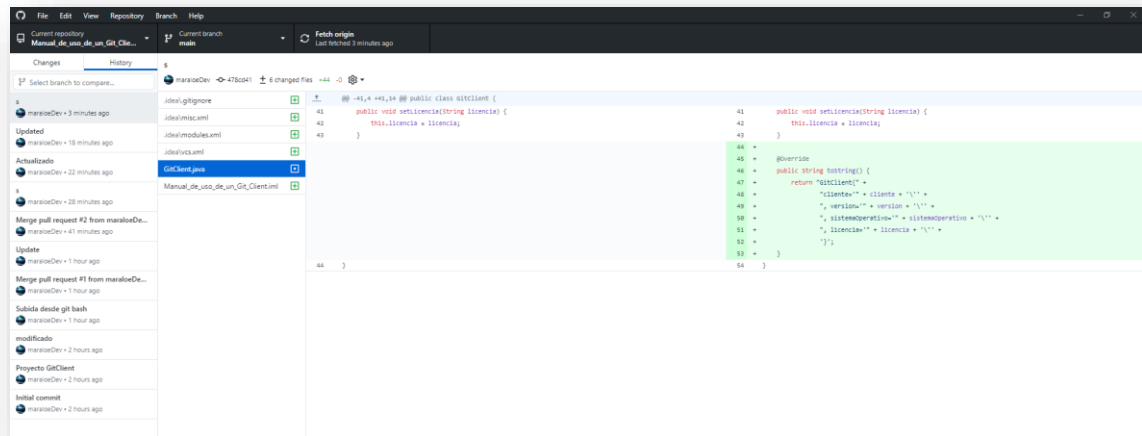 File Edit View Repository Branch Help
Current repository
Manual_de_uso_de_un_Git_Clie...
Current branch
main
Fetch origin
Last fetched 3 minutes ago
Changes History
Select branch to compare...
s
maraloeDev • 3 minutes ago
Updated
maraloeDev • 18 minutes ago
Actualizado
maraloeDev • 22 minutes ago
s
maraloeDev • 28 minutes ago
Merge pull request #2 from maraloeDe...
maraloeDev • 41 minutes ago
Update
maraloeDev • 1 hour ago
Merge pull request #1 from maraloeDe...
maraloeDev • 1 hour ago
Subida desde git bash
maraloeDev • 1 hour ago
modificado
maraloeDev • 2 hours ago
Proyecto GitClient
maraloeDev • 2 hours ago
Initial commit
maraloeDev • 2 hours ago
s
maraloeDev 478cd41 6 changed files +44 -0
.idea\.gitignore
.idea\misc.xml
.idea\modules.xml
.idea\vcs.xml
GitClient.java
Manual_de_uso_de_un_Git_Client.iml
@@ -41,4 +41,14 @@ public class GitClient {
41 public void setLicencia(String licencia) {
42 this.licencia = licencia;
43 }
44 }
41 public void setLicencia(String licencia) {
42 this.licencia = licencia;
43 }
44 +
45 + @Override
46 + public String toString() {
47 + return "GitClient{" +
48 + "cliente='" + cliente + '\'' +
49 + ", version='" + version + '\'' +
50 + ", sistemaOperativo='" + sistemaOperativo + '\'' +
51 + ", licencia='" + licencia + '\'' +
52 + '}';
53 + }
54 }